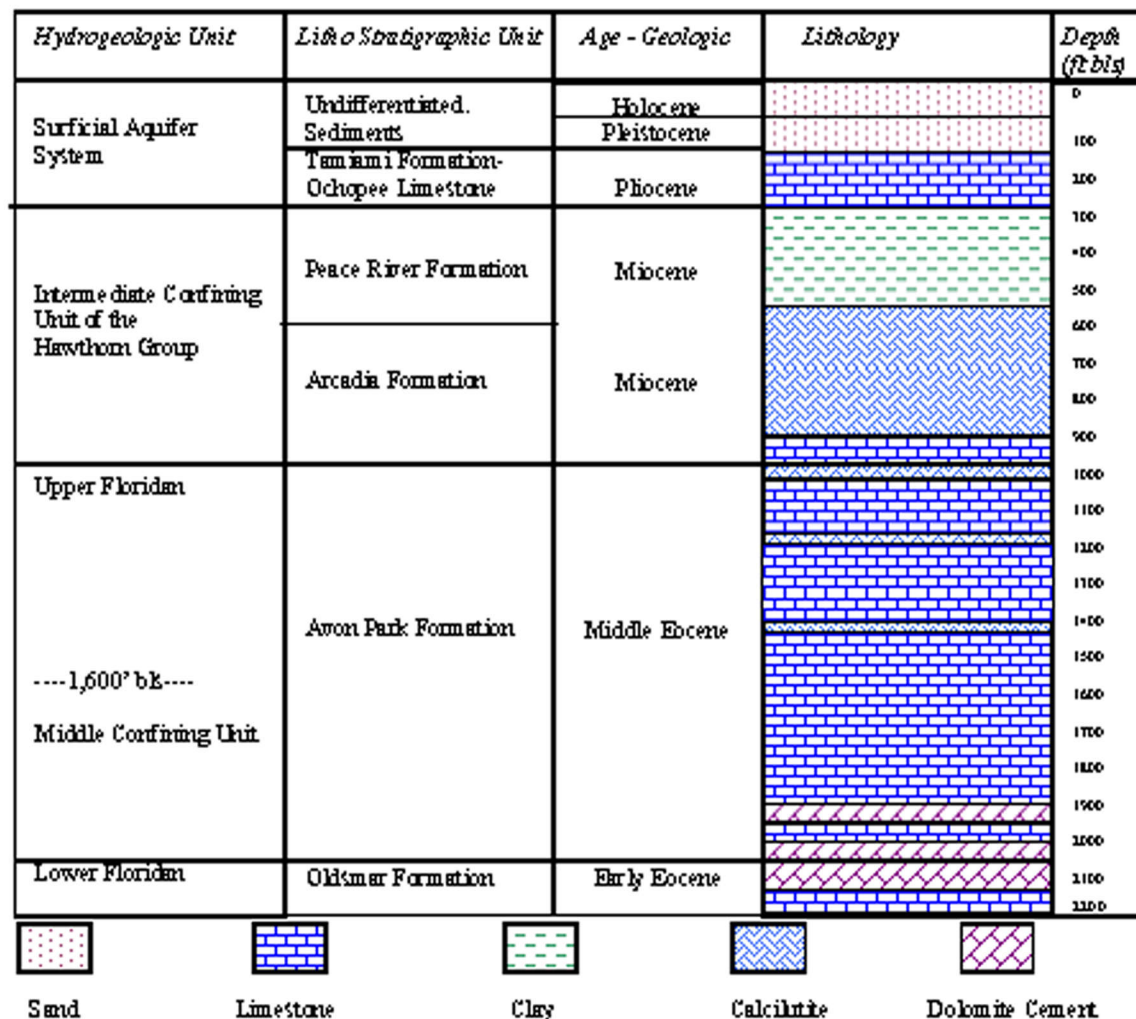 Hydrogeologic Unit
Litho Stratigraphic Unit
Age - Geologic
Lithology
Depth
(ft bls)
Surficial Aquifer
System
Undifferentiated.
Sediments
Holocene
Pleistocene
Tamiami Formation-
Ochopee Limestone
Pliocene
Intermediate Confining
Unit of the
Hawthorn Group
Peace River Formation
Miocene
Arcadia Formation
Miocene
Upper Floridan
----1,600' bls----
Middle Confining Unit
Avon Park Formation
Middle Eocene
Lower Floridan
Oldsmar Formation
Early Eocene
0
100
200
300
400
500
600
700
800
900
1000
1100
1200
1300
1400
1500
1600
1700
1800
1900
2000
2100
2200
Sand
Limestone
Clay
Calcilutite
Dolomite Cement